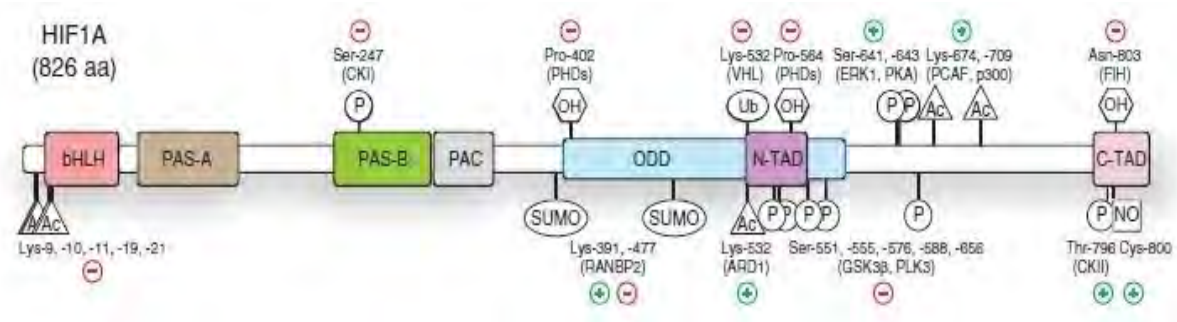 HIF1A
(826 aa)
Ser-247
(CKI)
Pro-402
(PHDs)
Lys-532
(VHL)
Pro-564
(PHDs)
Ser-641, -643
(ERK1, PKA)
Lys-674, -709
(PCAF, p300)
Asn-803
(FIH)
P
OH
Ub
OH
P P
Ac
Ac
OH
bHLH
PAS-A
PAS-B
PAC
ODD
N-TAD
C-TAD
A Ac
SUMO
SUMO
Ac
P P P P
P
P
NO
Lys-9, -10, -11, -19, -21
Lys-391, -477
(RANBP2)
Lys-532
(ARD1)
Ser-551, -555, -576, -588, -656
(GSK3β, PLK3)
Thr-796 Cys-800
(CKII)